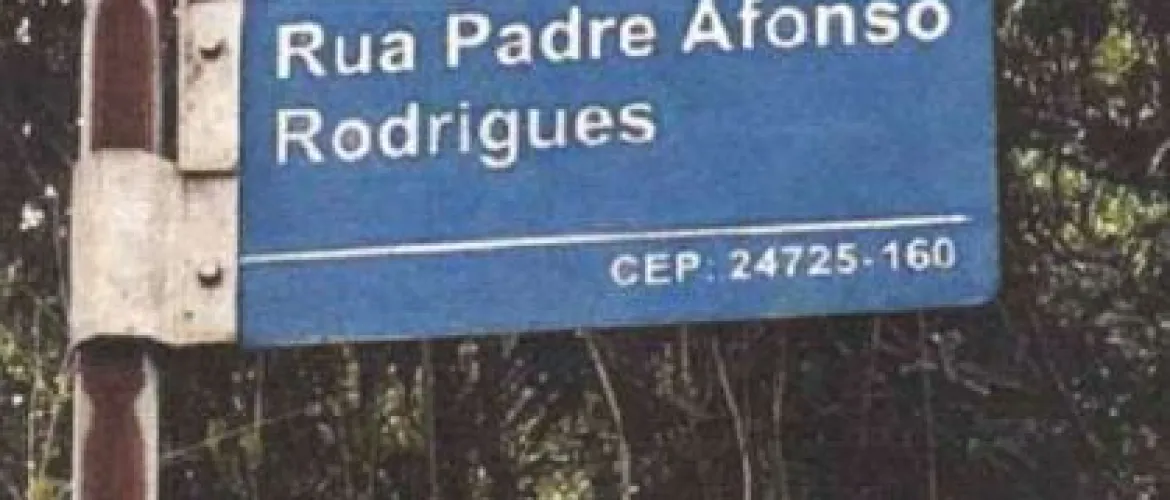 Rua Padre Afonso
Rodrigues
CEP: 24725-160